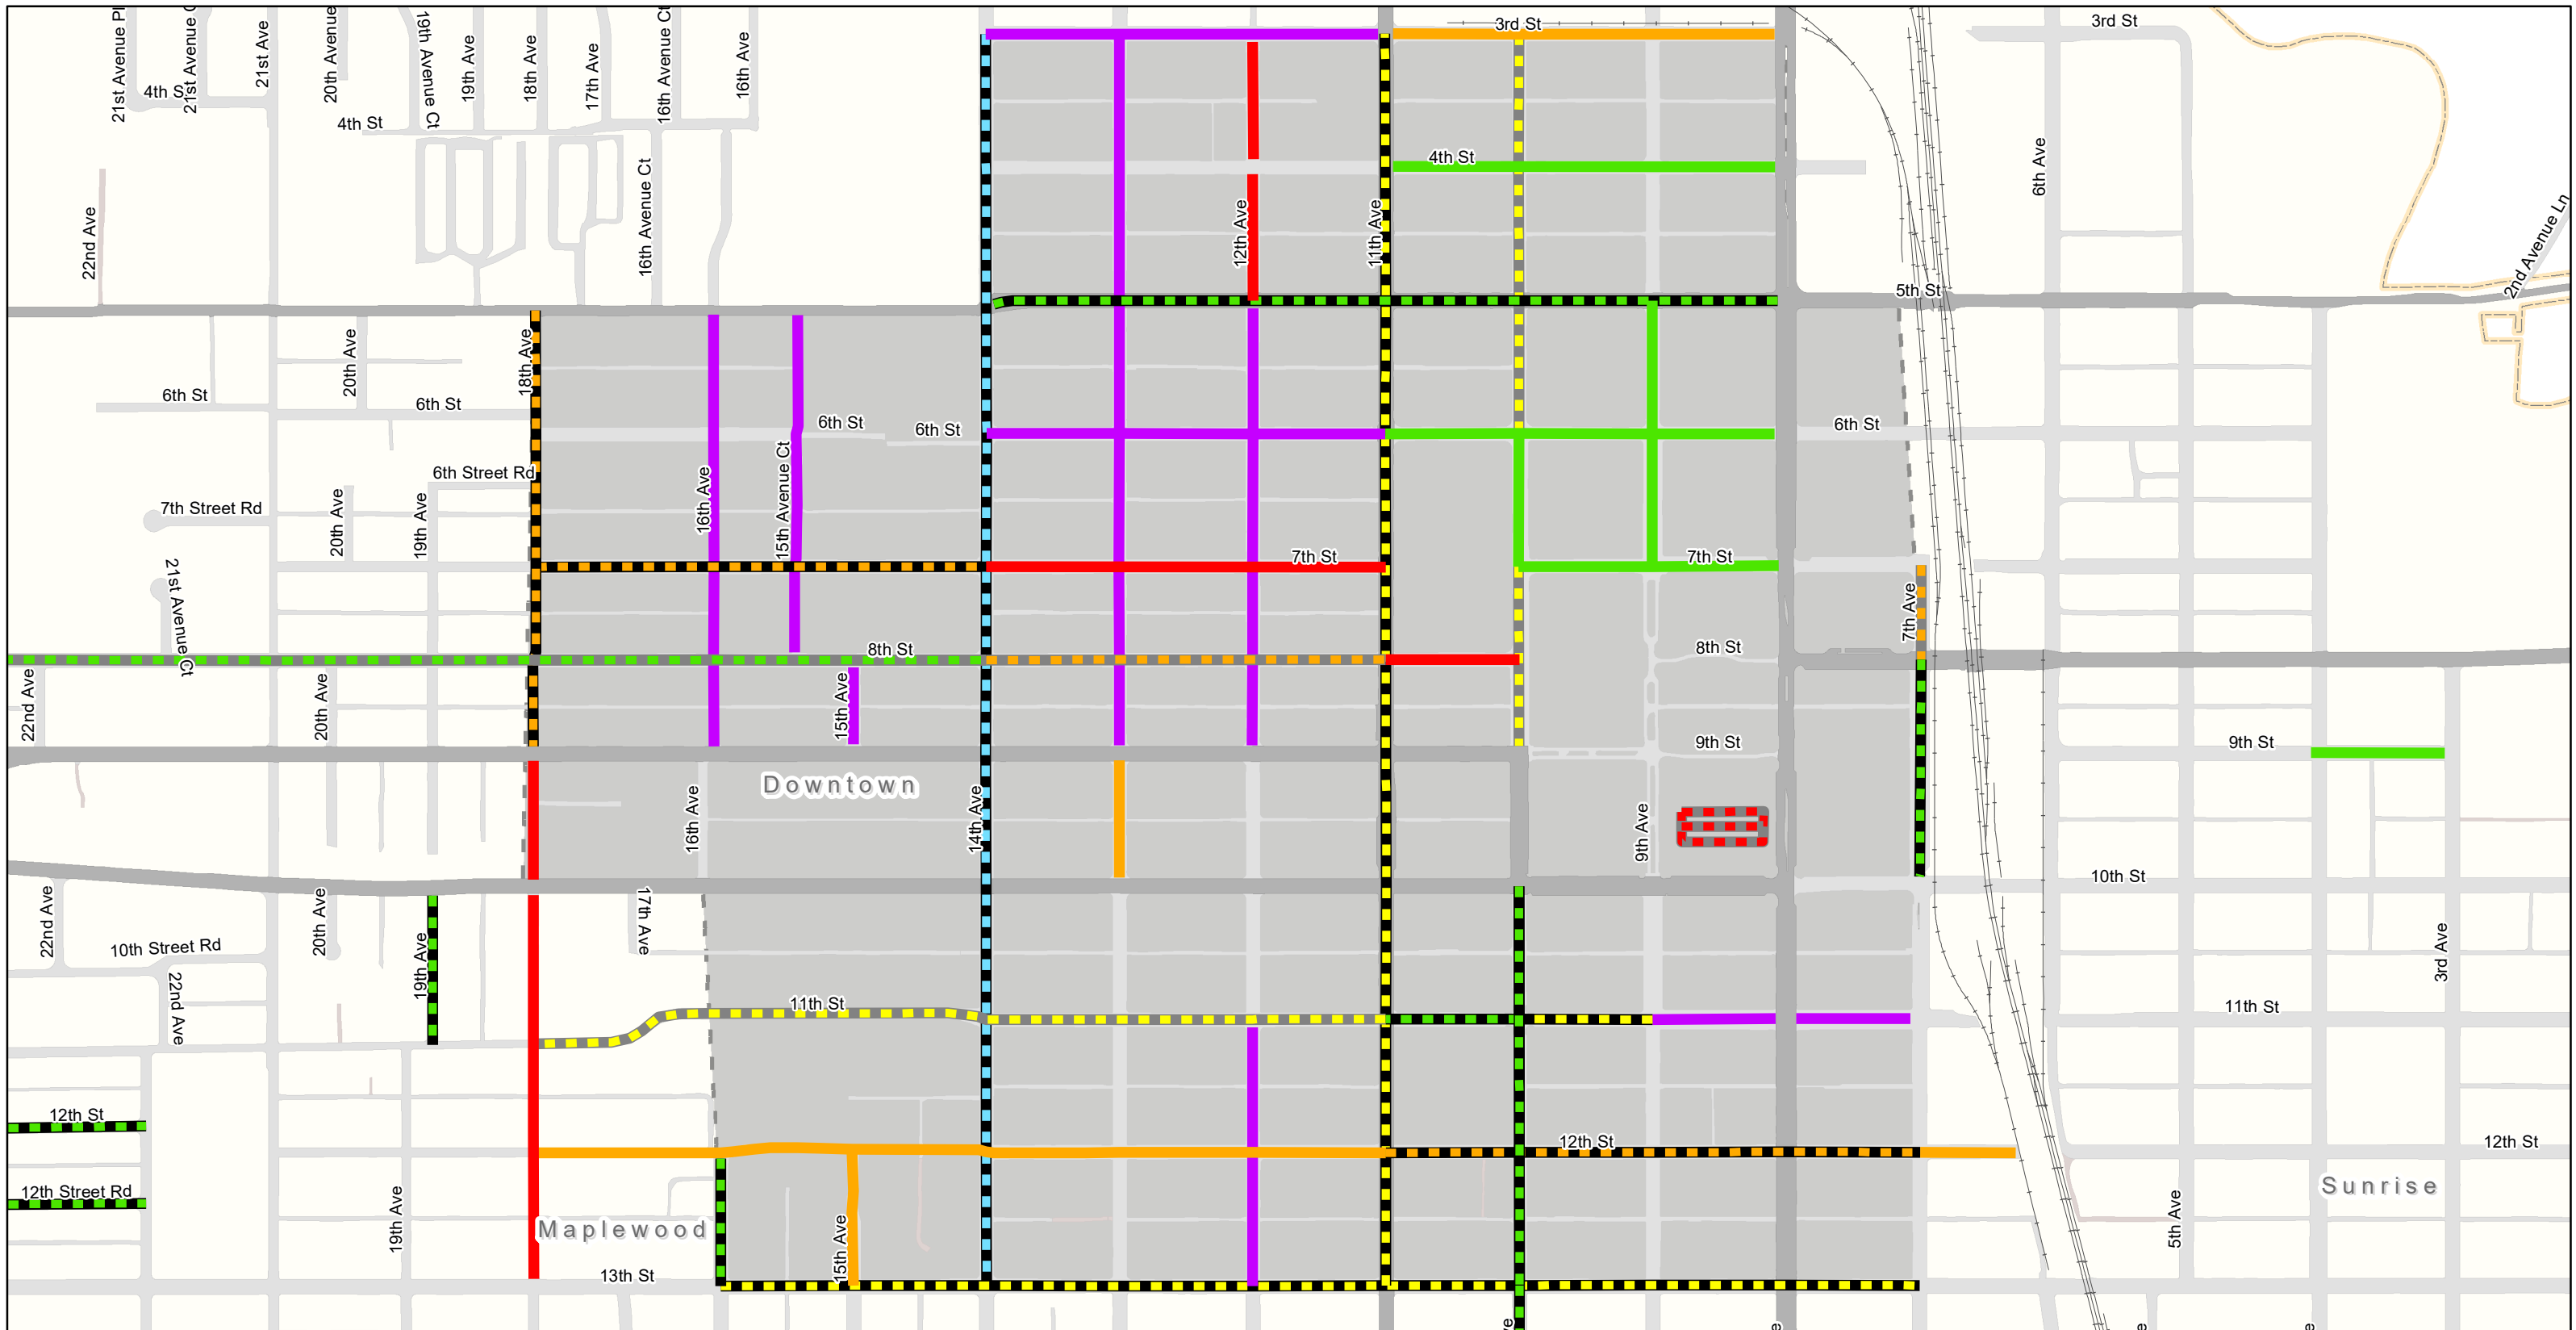 21st Avenue Pl
21st Avenue C
21st Ave
20th Avenue
19th Avenue Ct
19th Ave
18th Ave
17th Ave
16th Avenue Ct
16th Ave
3rd St
3rd St
4th S
4th St
4th St
6th Ave
22nd Ave
16th Avenue Ct
12th Ave
11th Ave
2nd Avenue Ln
5th St
20th Ave
18th Ave
6th St
6th St
6th St
6th St
6th St
6th Street Rd
7th Street Rd
20th Ave
19th Ave
16th Ave
15th Avenue Ct
7th St
7th St
21st Avenue Ct
7th Ave
8th St
8th St
22nd Ave
20th Ave
15th Ave
9th St
9th St
Downtown
16th Ave
14th Ave
9th Ave
10th St
22nd Ave
20th Ave
19th Ave
17th Ave
10th Street Rd
22nd Ave
3rd Ave
11th St
11th St
12th St
12th St
12th St
12th Street Rd
Sunrise
19th Ave
Maplewood
15th Ave
5th Ave
13th St
ve
e
e
e